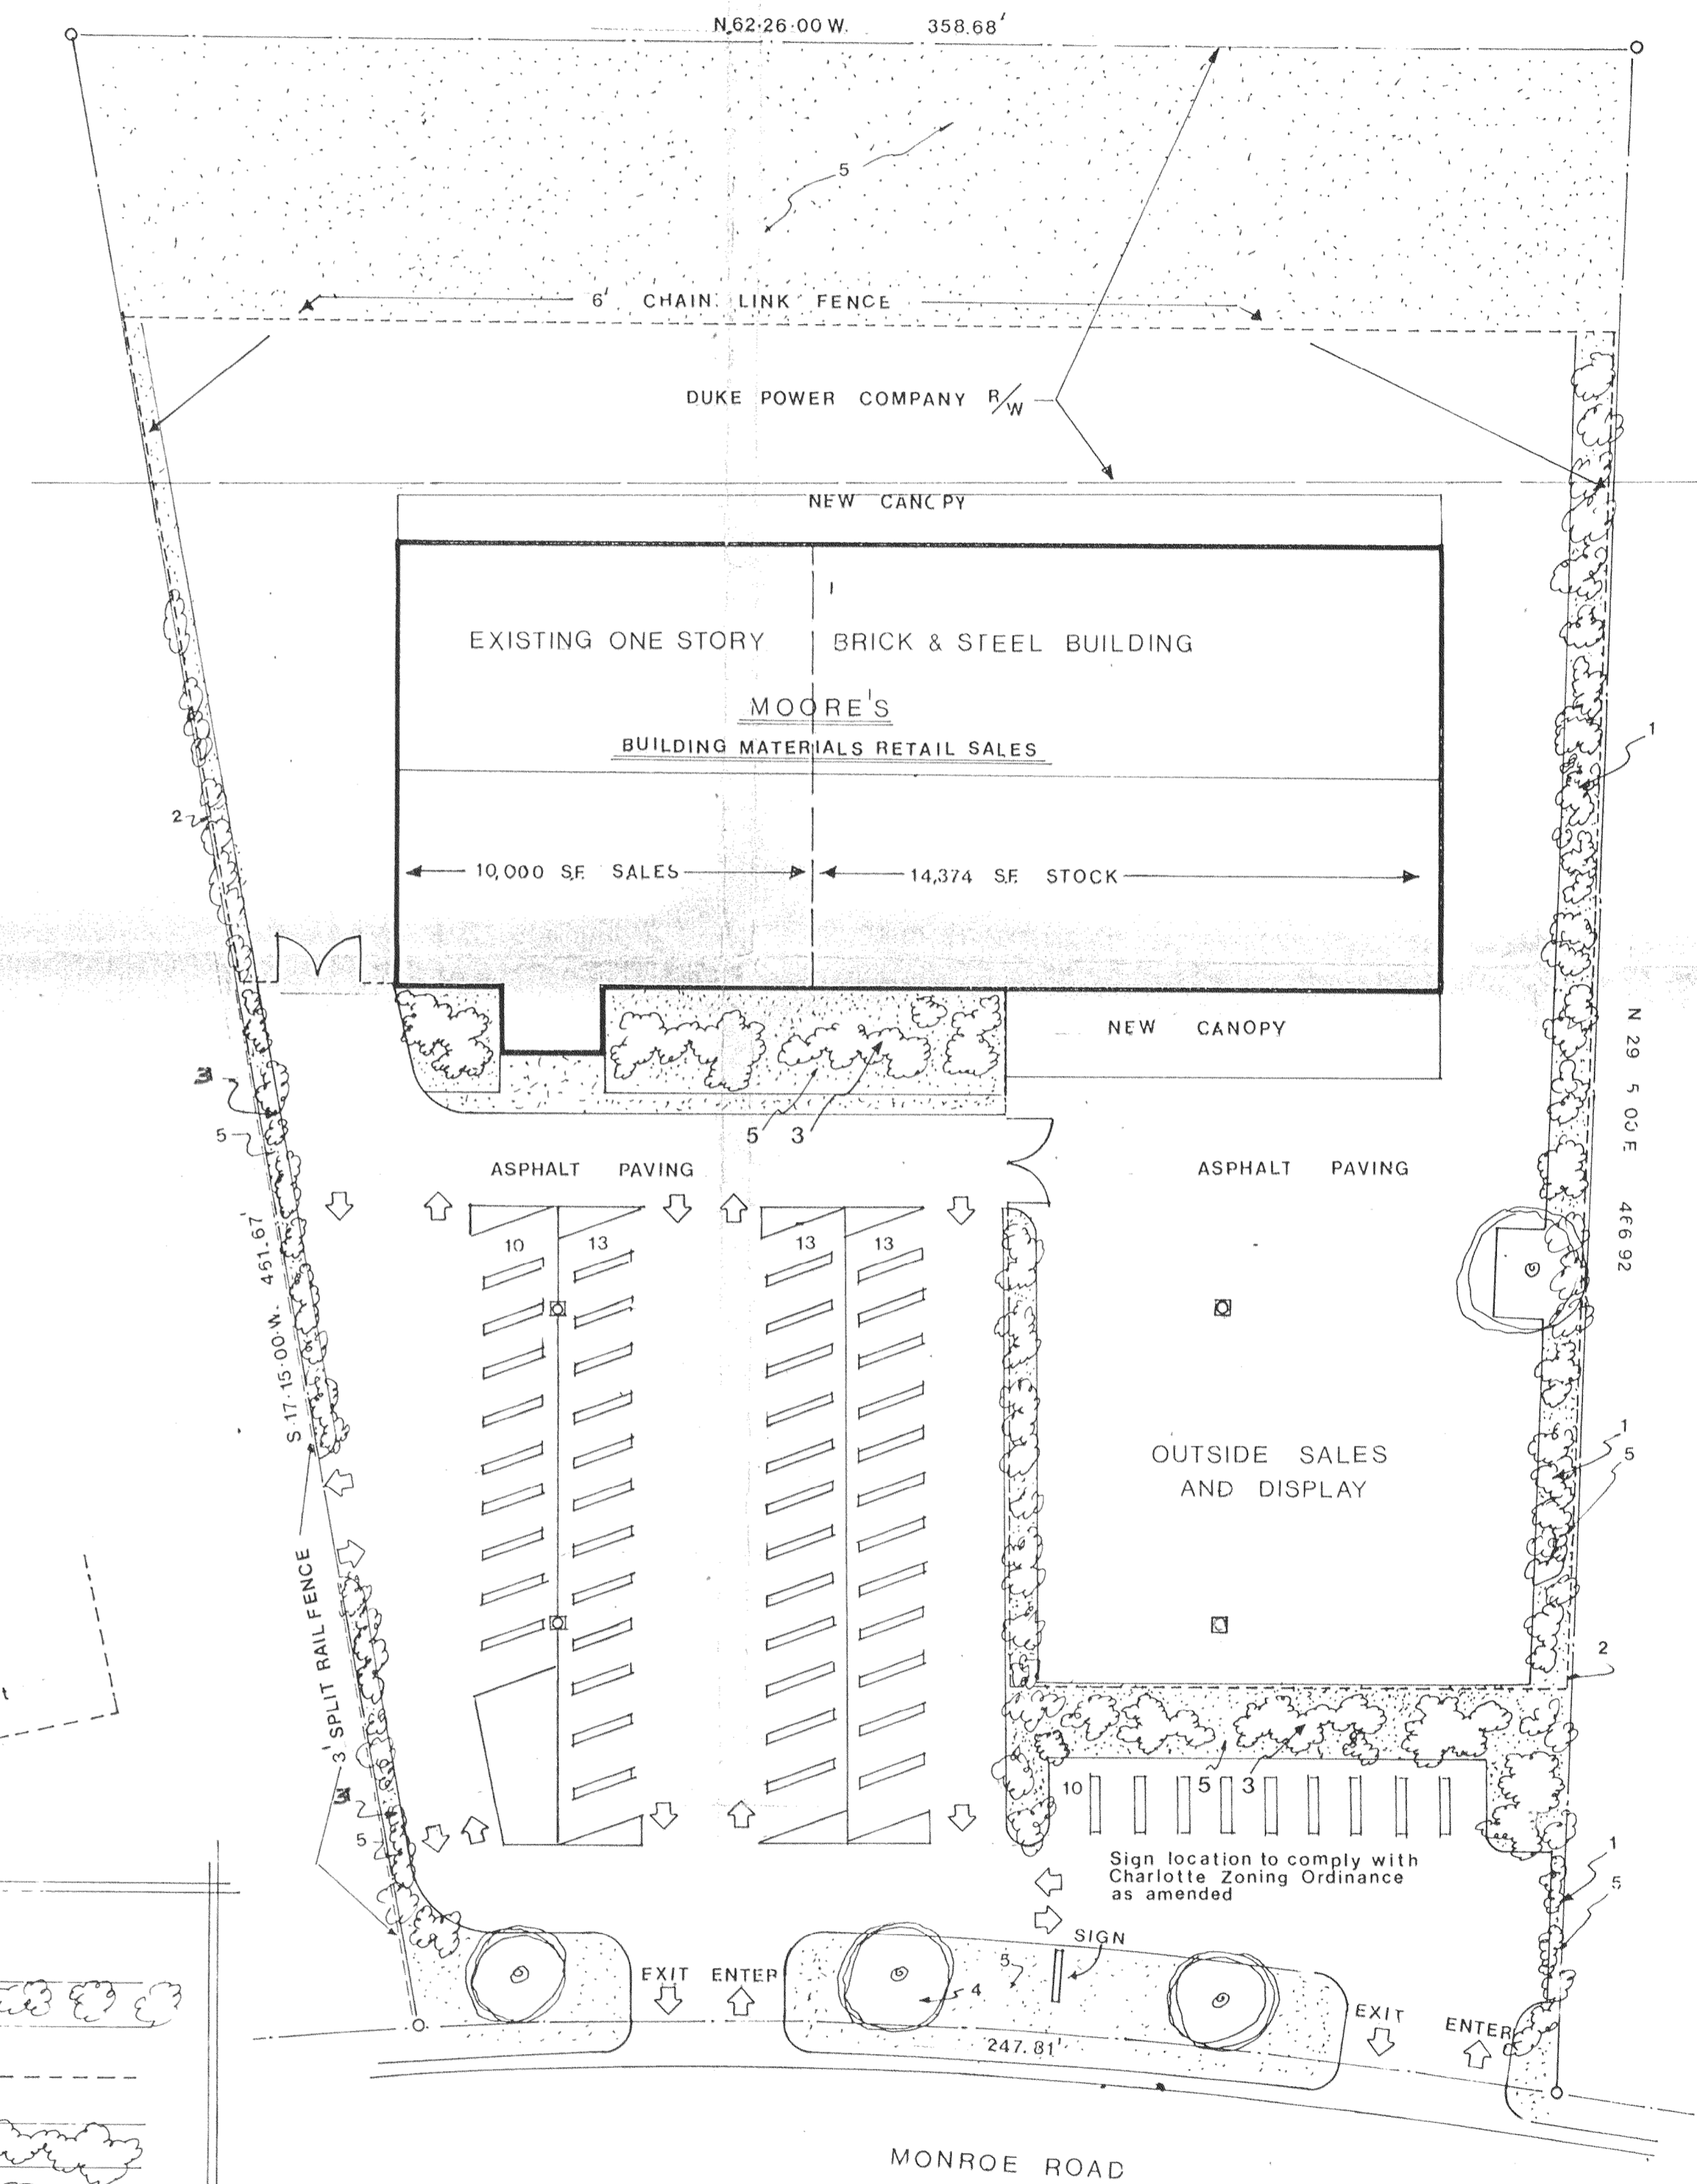 N.62·26·00 W. 358.68'
5
6' CHAIN LINK FENCE
DUKE POWER COMPANY R/W
NEW CANOPY
EXISTING ONE STORY BRICK & STEEL BUILDING
MOORE'S
BUILDING MATERIALS RETAIL SALES
1
2
10,000 S.F. SALES
14,374 S.F. STOCK
NEW CANOPY
N 29 5 00 E 466 92
3
5
5 3
ASPHALT PAVING
ASPHALT PAVING
10 13 13 13
S.17·15·00·W. 451.67'
OUTSIDE SALES
AND DISPLAY
1
5
3' SPLIT RAIL FENCE
2
3
5
10
5 3
Sign location to comply with
Charlotte Zoning Ordinance
as amended
1
5
SIGN
EXIT ENTER
5
4
EXIT
ENTER
247.81'
MONROE ROAD